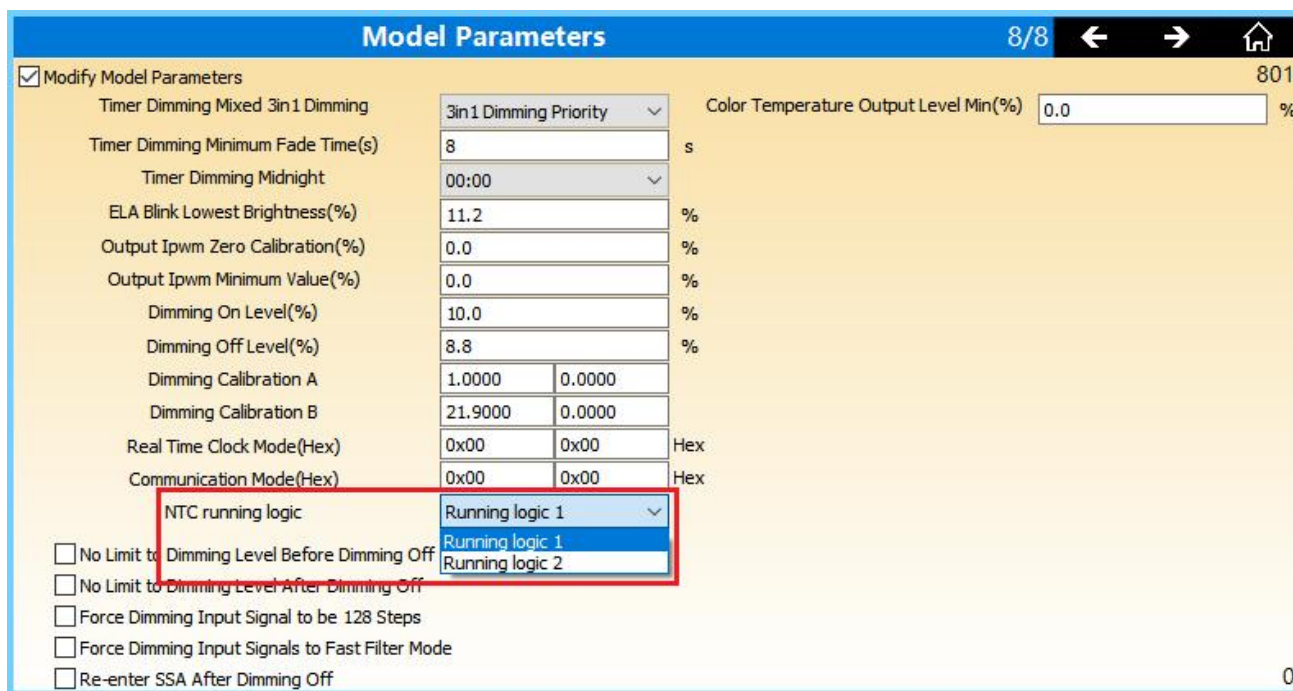 Model Parameters 8/8
Modify Model Parameters 801
Timer Dimming Mixed 3in1 Dimming 3in1 Dimming Priority Color Temperature Output Level Min(%) 0.0 %
Timer Dimming Minimum Fade Time(s) 8 s
Timer Dimming Midnight 00:00
ELA Blink Lowest Brightness(%) 11.2 %
Output Ipwm Zero Calibration(%) 0.0 %
Output Ipwm Minimum Value(%) 0.0 %
Dimming On Level(%) 10.0 %
Dimming Off Level(%) 8.8 %
Dimming Calibration A 1.0000 0.0000
Dimming Calibration B 21.9000 0.0000
Real Time Clock Mode(Hex) 0x00 0x00 Hex
Communication Mode(Hex) 0x00 0x00 Hex
NTC running logic Running logic 1
Running logic 1
No Limit to Dimming Level Before Dimming Off Running logic 2
No Limit to Dimming Level After Dimming Off
Force Dimming Input Signal to be 128 Steps
Force Dimming Input Signals to Fast Filter Mode
Re-enter SSA After Dimming Off 0